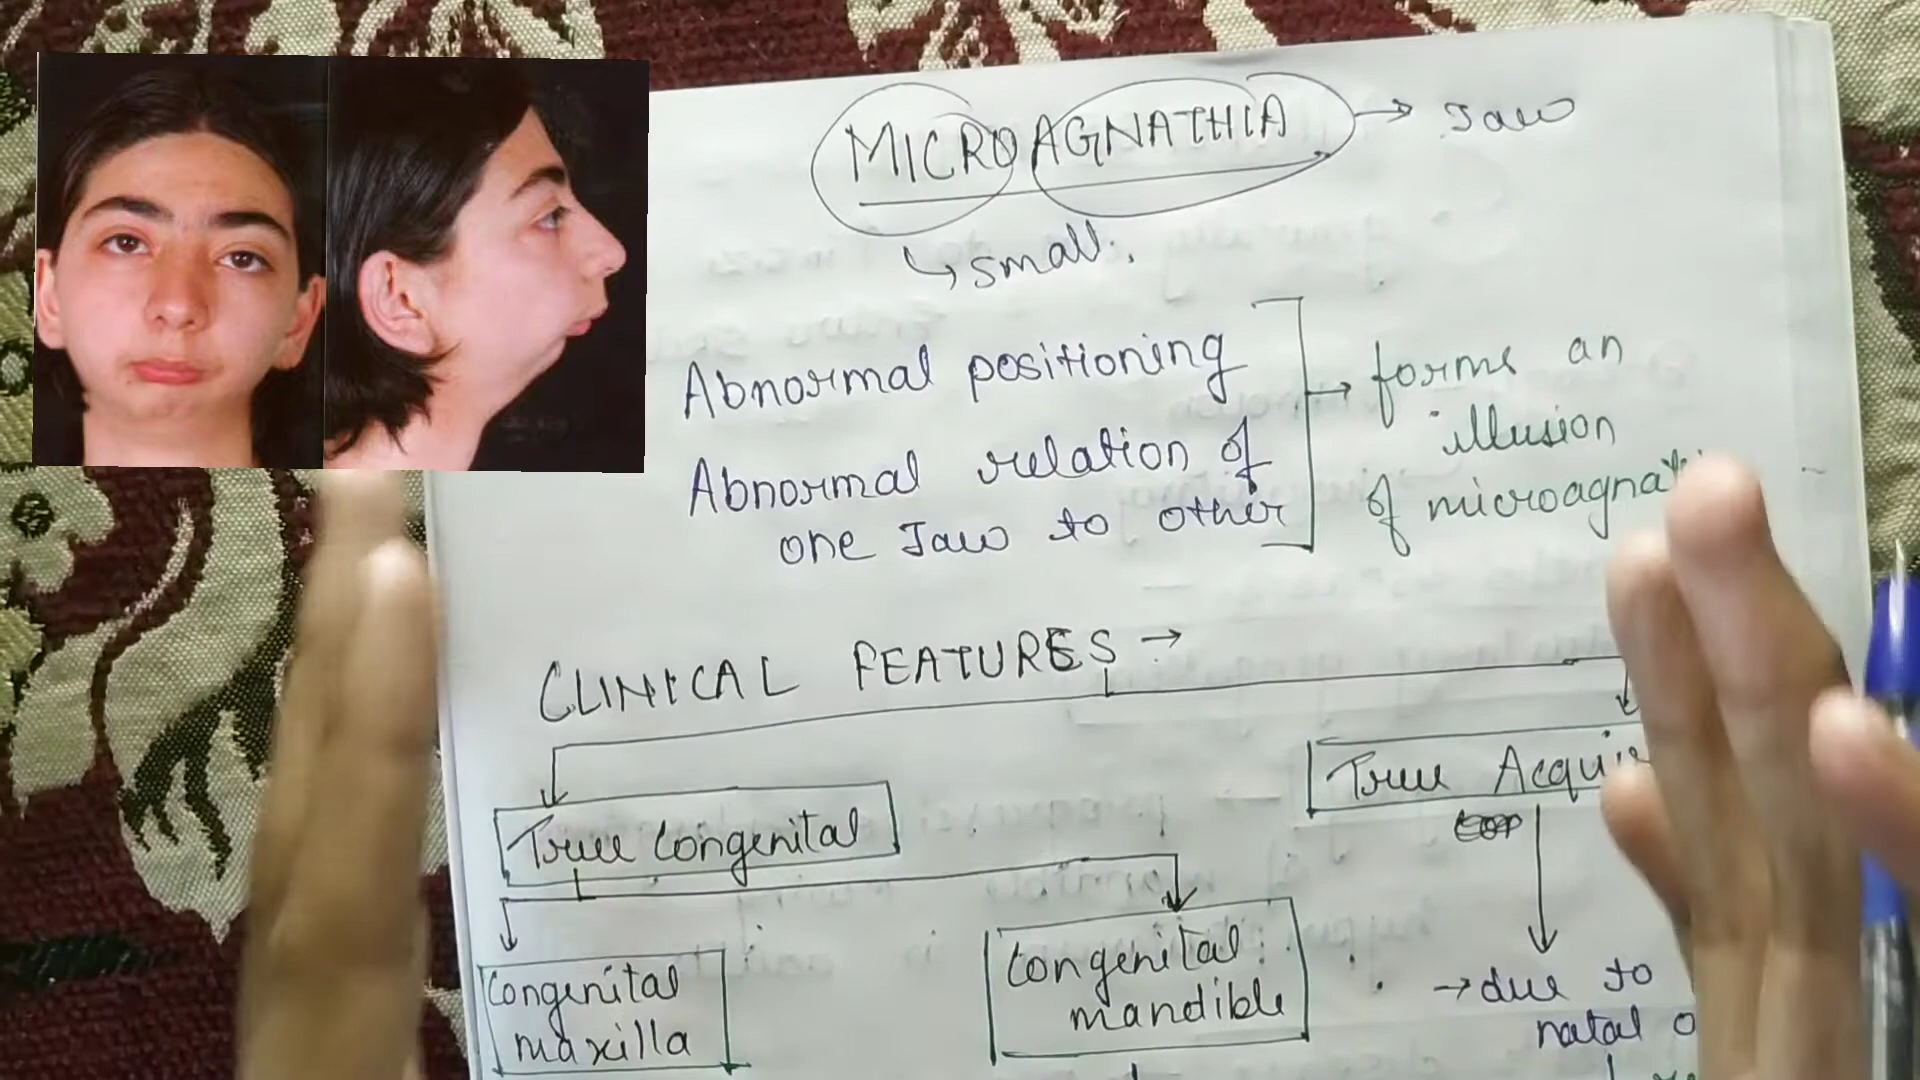 MICROAGNATHIA → Jaw
↳ small.
Abnormal positioning
Abnormal relation of
one Jaw to other
→ forms an
illusion
of microagnati
CLINICAL FEATURES →
True Congenital
True Acqui
Congenital
maxilla
Congenital
mandible
→ due to
natal